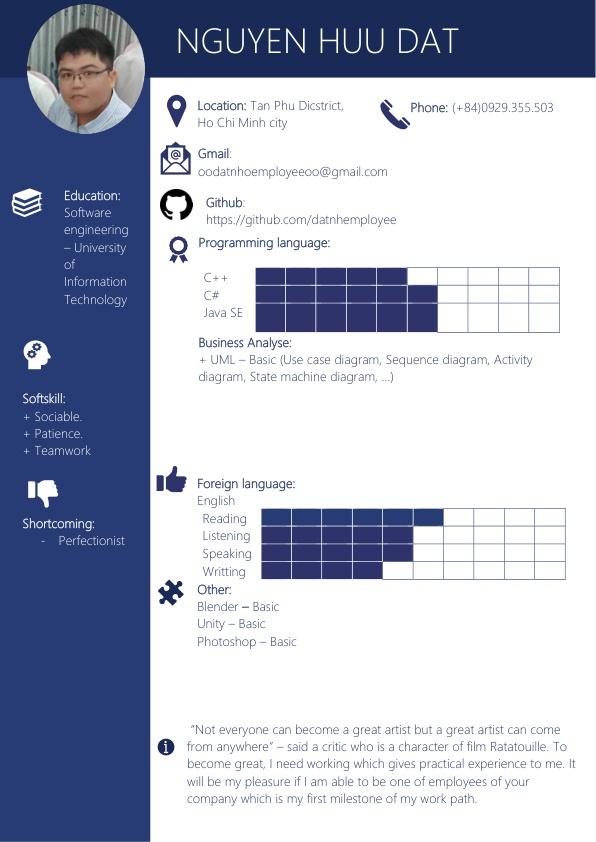 NGUYEN HUU DAT
Location: Tan Phu Dicstrict,
Ho Chi Minh city
Phone: (+84)0929.355.503
Gmail:
oodatnhoemployeeoo@gmail.com
Github:
https://github.com/datnhemployee
Education:
Software
engineering
– University
of
Information
Technology
Softskill:
+ Sociable.
+ Patience.
+ Teamwork
Shortcoming:
- Perfectionist
Programming language:
C++
C#
Java SE
Business Analyse:
+ UML – Basic (Use case diagram, Sequence diagram, Activity
diagram, State machine diagram, ...)
Foreign language:
English
Reading
Listening
Speaking
Writting
Other:
Blender – Basic
Unity – Basic
Photoshop – Basic
“Not everyone can become a great artist but a great artist can come
from anywhere” – said a critic who is a character of film Ratatouille. To
become great, I need working which gives practical experience to me. It
will be my pleasure if I am able to be one of employees of your
company which is my first milestone of my work path.